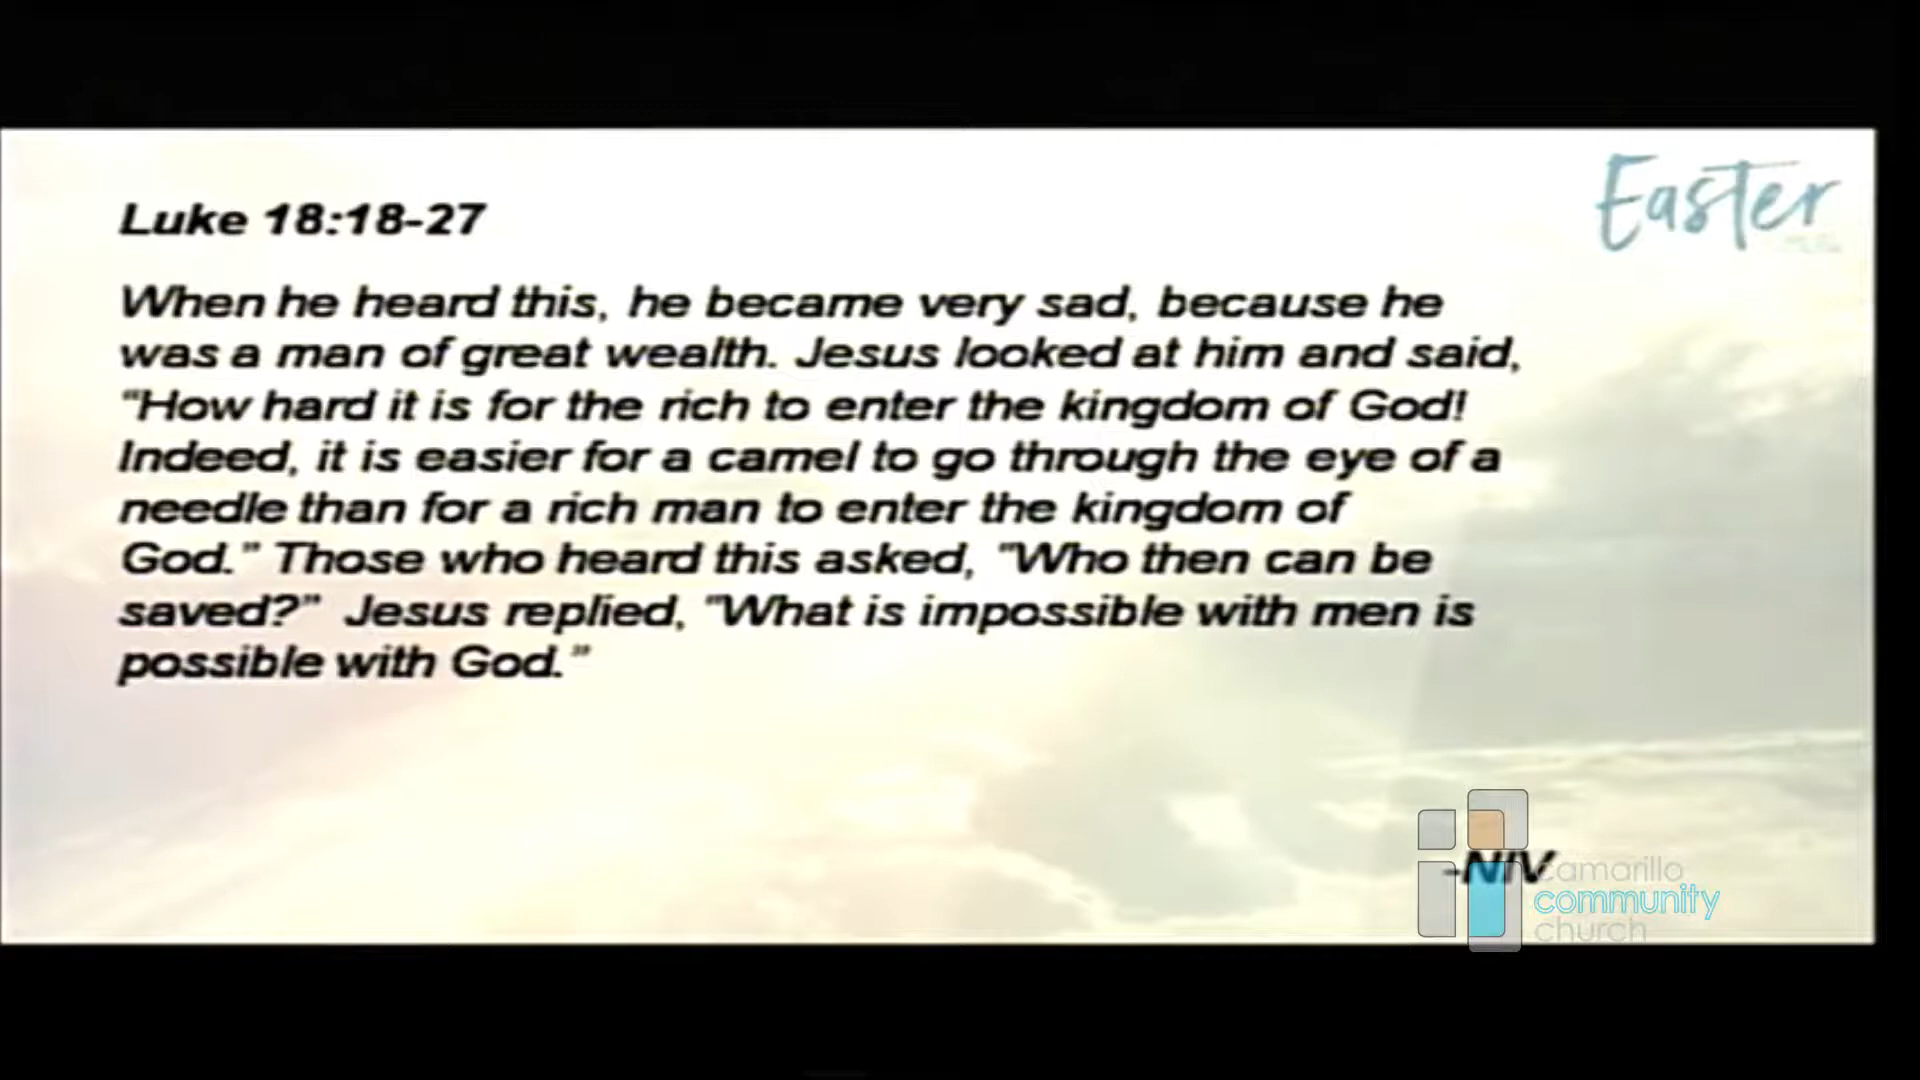 Easter
Luke 18:18-27
When he heard this, he became very sad, because he
was a man of great wealth. Jesus looked at him and said,
“How hard it is for the rich to enter the kingdom of God!
Indeed, it is easier for a camel to go through the eye of a
needle than for a rich man to enter the kingdom of
God.” Those who heard this asked, “Who then can be
saved?” Jesus replied, “What is impossible with men is
possible with God.”
-NIV
camarillo
community
church